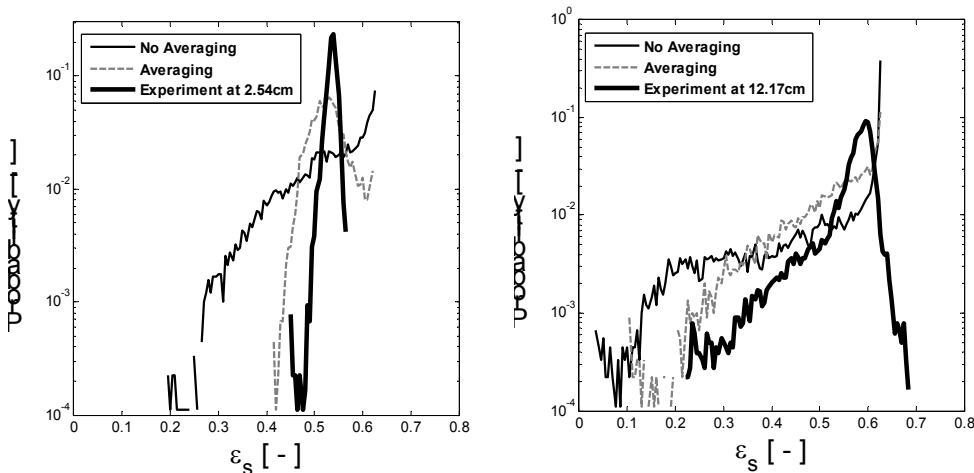 No Averaging
Averaging
Experiment at 2.54cm
10^-1
10^-2
10^-3
10^-4
0 0.1 0.2 0.3 0.4 0.5 0.6 0.7 0.8
ε_s [ - ]
No Averaging
Averaging
Experiment at 12.17cm
10^0
10^-1
10^-2
10^-3
10^-4
0 0.1 0.2 0.3 0.4 0.5 0.6 0.7 0.8
ε_s [ - ]